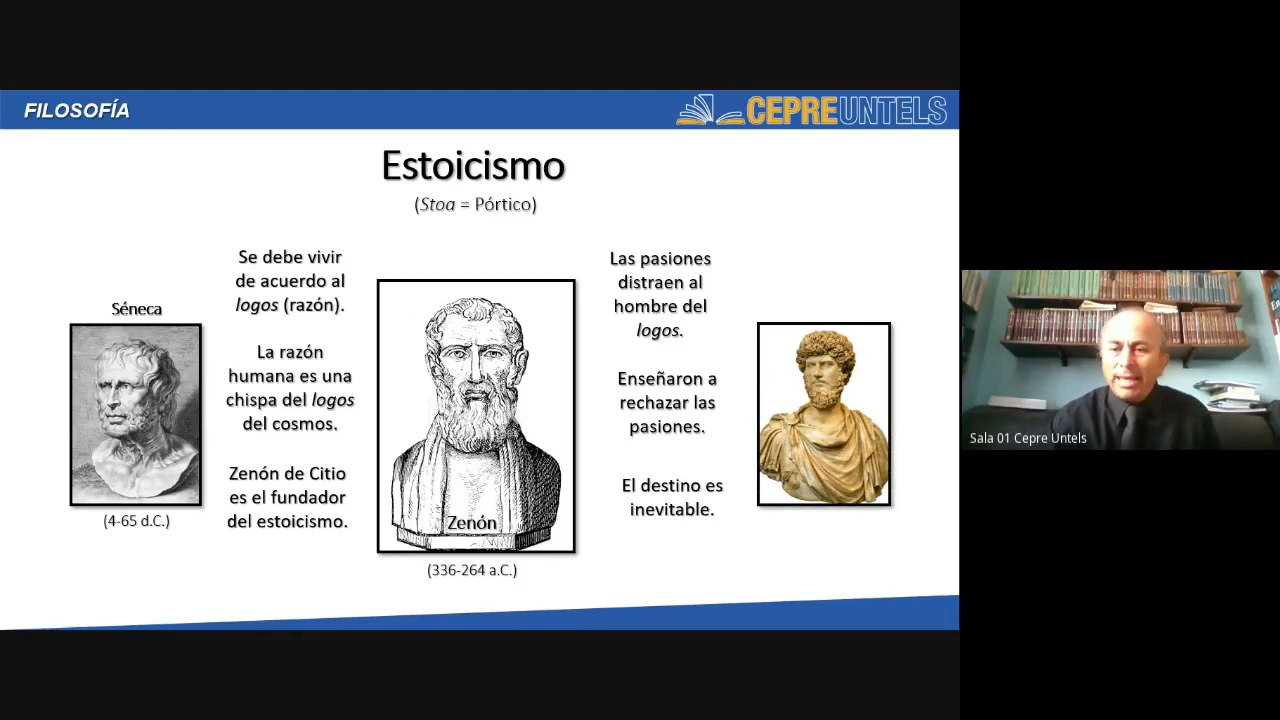 FILOSOFÍA
CEPREUNTELS
Estoicismo
(Stoa = Pórtico)
Séneca
(4-65 d.C.)
Se debe vivir
de acuerdo al
logos (razón).
La razón
humana es una
chispa del logos
del cosmos.
Zenón de Citio
es el fundador
del estoicismo.
Zenón
(336-264 a.C.)
Las pasiones
distraen al
hombre del
logos.
Enseñaron a
rechazar las
pasiones.
El destino es
inevitable.
Sala 01 Cepre Untels